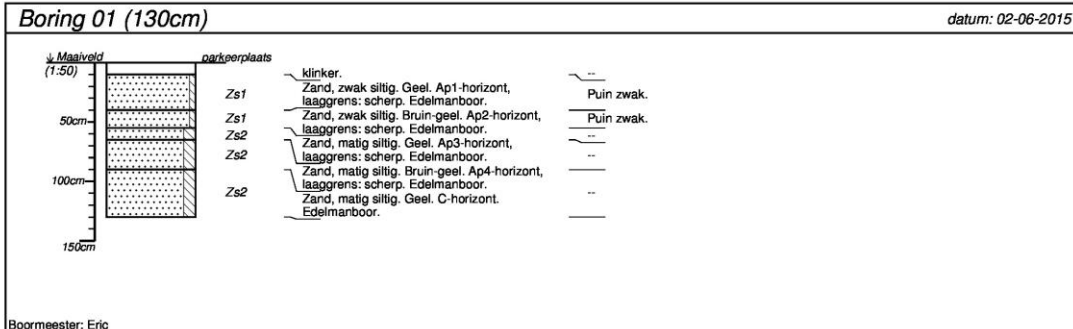 Boring 01 (130cm)
datum: 02-06-2015
Maaiveld
parkeerplaats
(1:50)
klinker.
--
Zs1
Zand, zwak siltig. Geel. Ap1-horizont,
laaggrens: scherp. Edelmanboor.
Puin zwak.
50cm
Zs1
Zand, zwak siltig. Bruin-geel. Ap2-horizont,
laaggrens: scherp. Edelmanboor.
Puin zwak.
Zs2
Zand, matig siltig. Geel. Ap3-horizont,
laaggrens: scherp. Edelmanboor.
--
Zs2
Zand, matig siltig. Bruin-geel. Ap4-horizont,
laaggrens: scherp. Edelmanboor.
--
100cm
Zs2
Zand, matig siltig. Geel. C-horizont.
Edelmanboor.
--
150cm
Boormeester: Eric